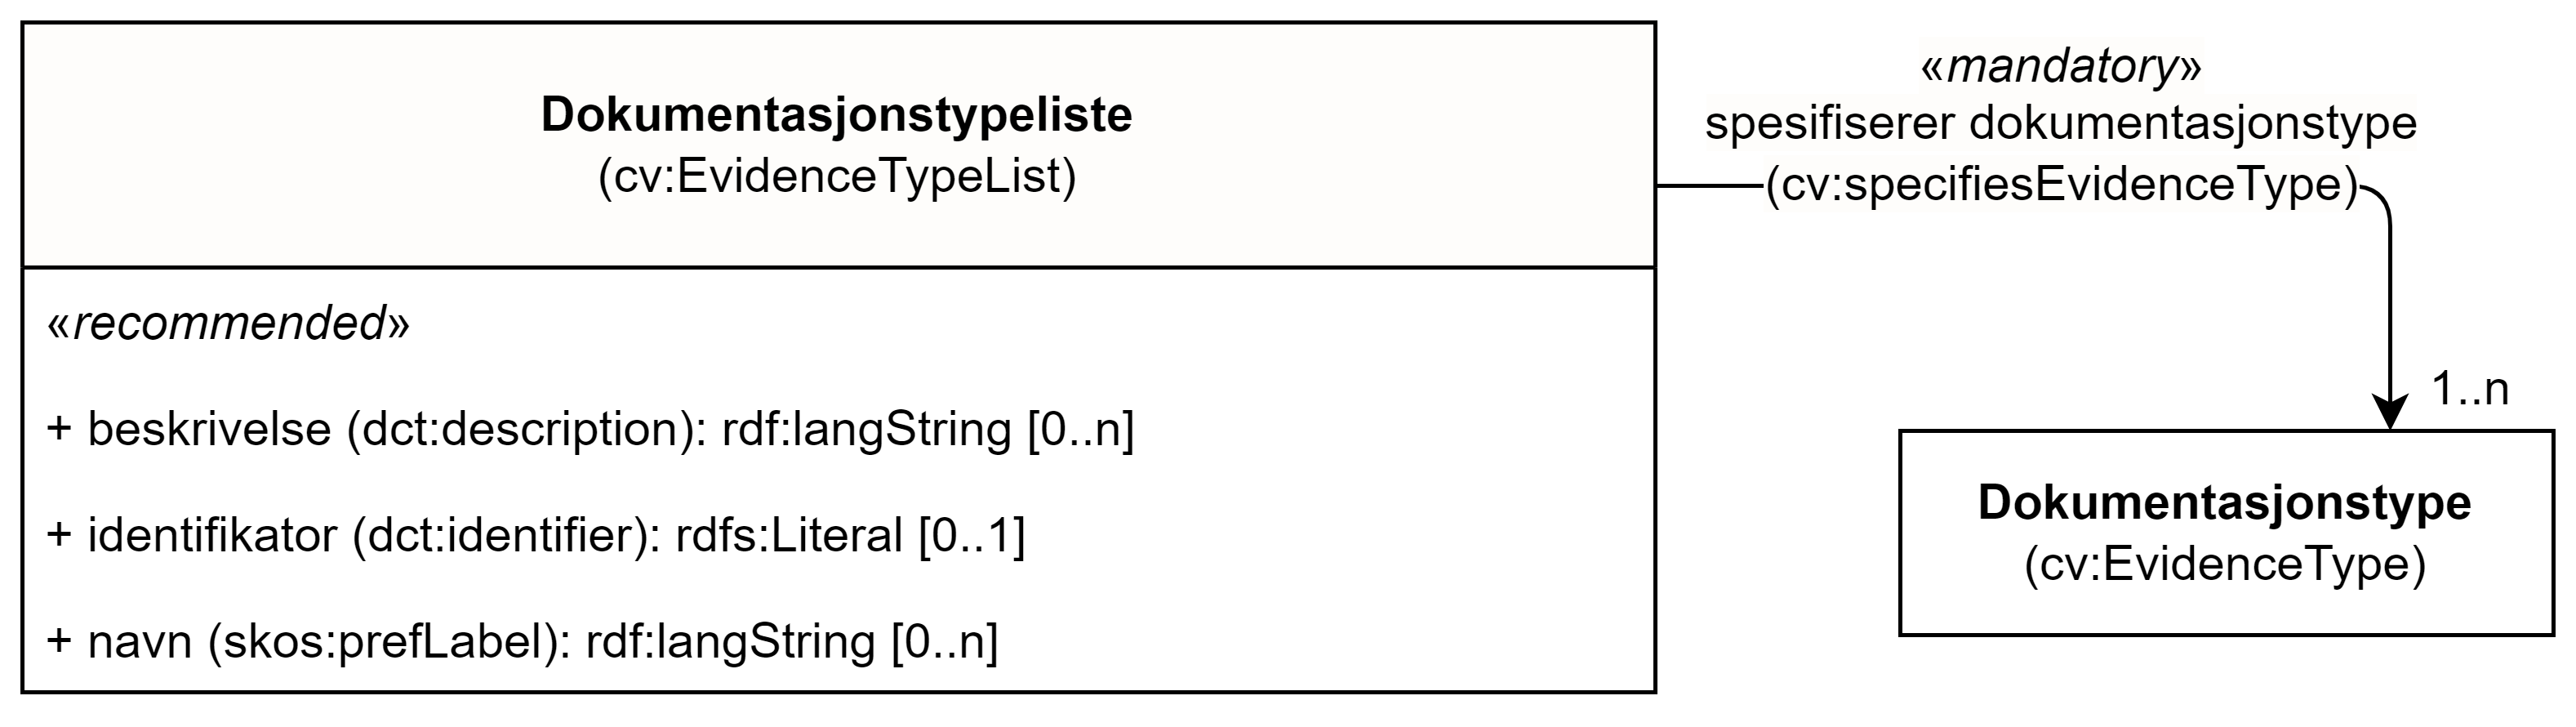 Dokumentasjonstypeliste
(cv:EvidenceTypeList)
«recommended»
+ beskrivelse (dct:description): rdf:langString [0..n]
+ identifikator (dct:identifier): rdfs:Literal [0..1]
+ navn (skos:prefLabel): rdf:langString [0..n]
«mandatory»
spesifiserer dokumentasjonstype
(cv:specifiesEvidenceType)
1..n
Dokumentasjonstype
(cv:EvidenceType)